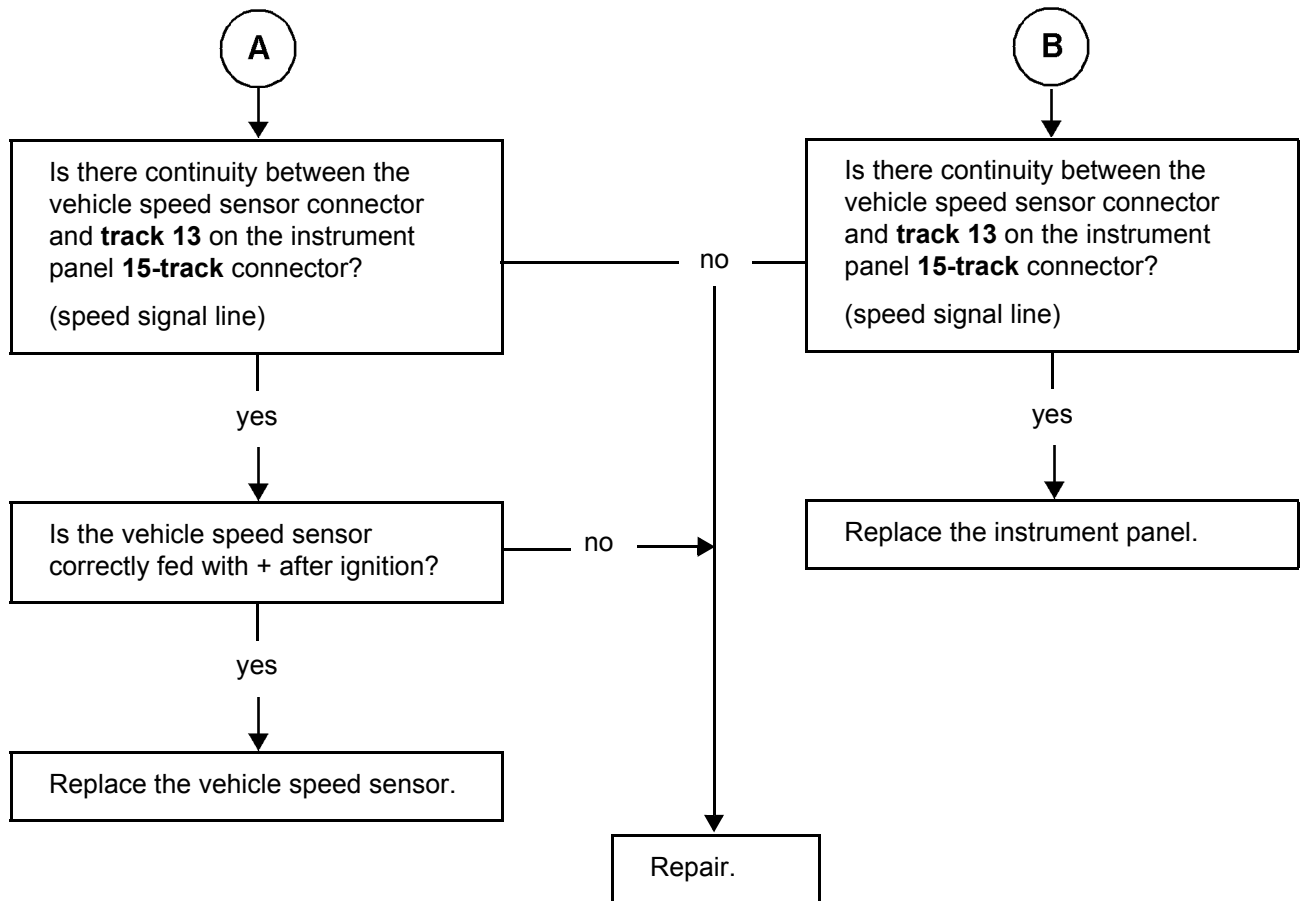 A
Is there continuity between the
vehicle speed sensor connector
and track 13 on the instrument
panel 15-track connector?
(speed signal line)
yes
Is the vehicle speed sensor
correctly fed with + after ignition?
no
yes
Replace the vehicle speed sensor.
no
Repair.
B
Is there continuity between the
vehicle speed sensor connector
and track 13 on the instrument
panel 15-track connector?
(speed signal line)
yes
Replace the instrument panel.